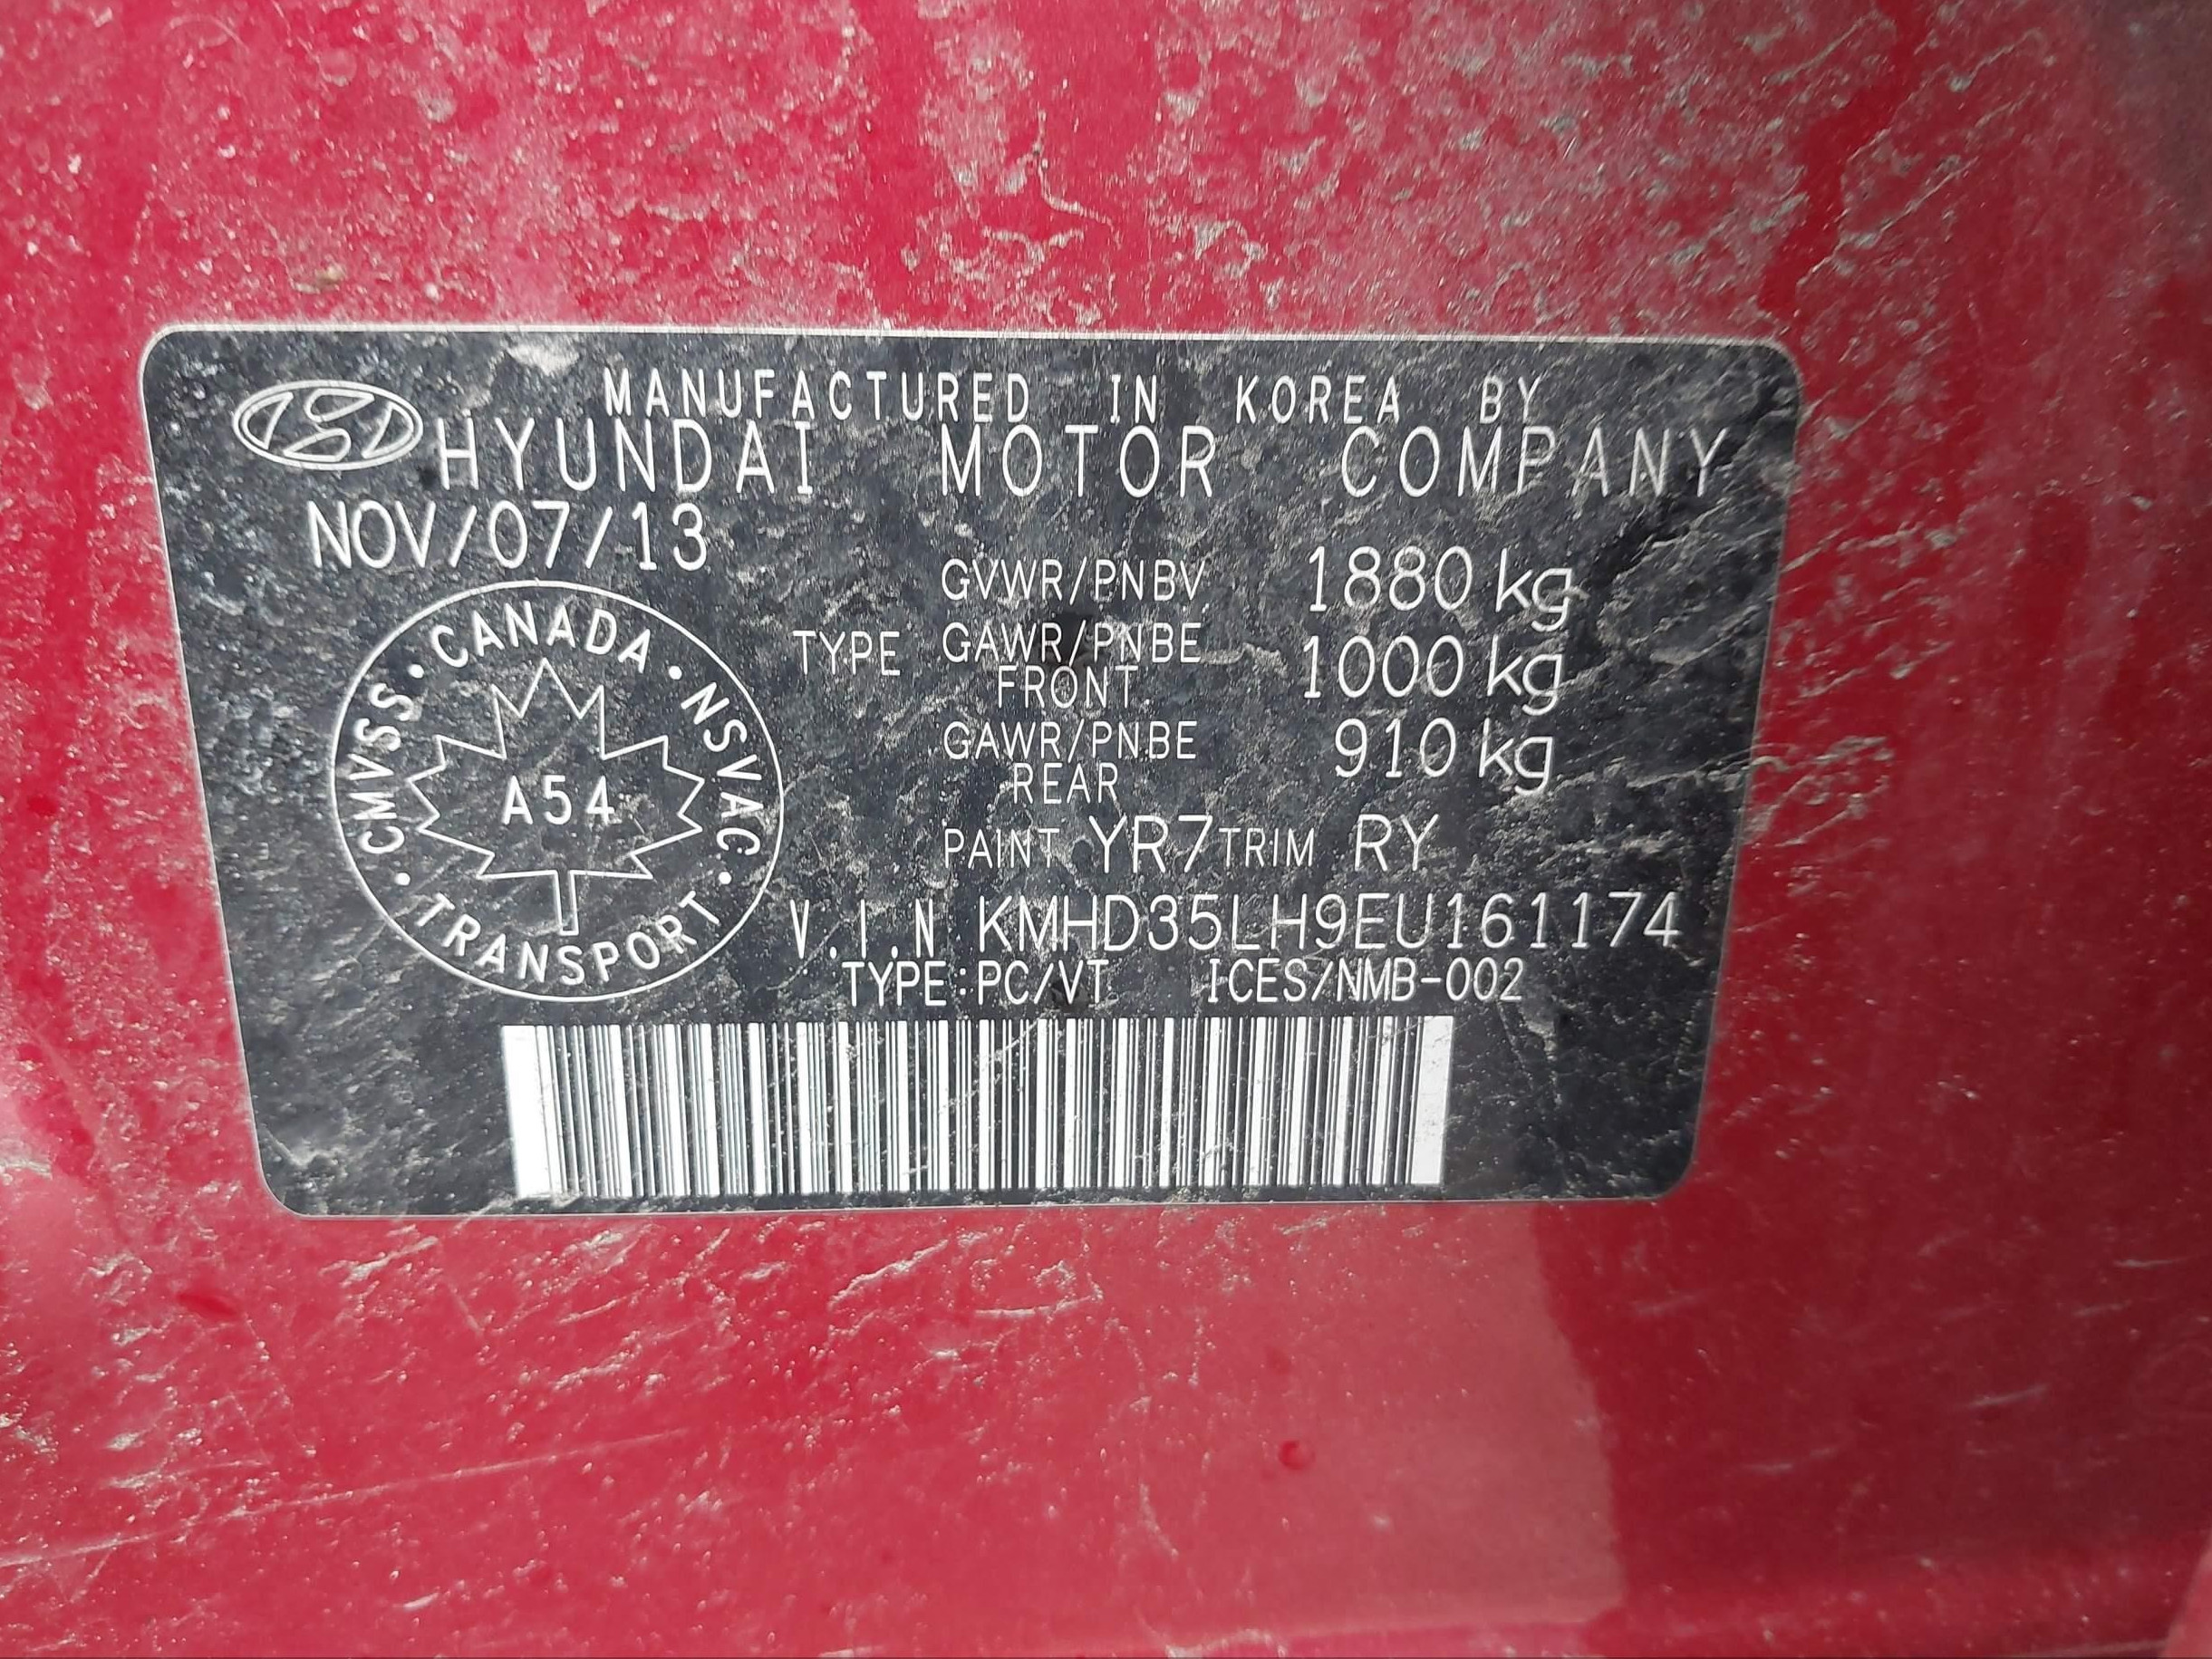 MANUFACTURED IN KOREA BY
HYUNDAI MOTOR COMPANY
NOV/07/13
GVWR/PNBV 1880 kg
TYPE GAWR/PNBE FRONT 1000 kg
GAWR/PNBE REAR 910 kg
CANADA · NSVAC · TRANSPORT · CMVSS ·
A54
PAINT YR7 TRIM RY
V.I.N KMHD35LH9EU161174
TYPE:PC/VT ICES/NMB-002